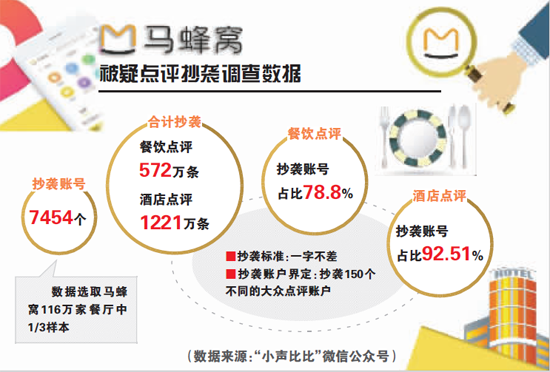 马蜂窝
被疑点评抄袭调查数据
抄袭账号
7454个
数据选取马蜂
窝116万家餐厅中
1/3样本
合计抄袭
餐饮点评
572万条
酒店点评
1221万条
餐饮点评
抄袭账号
占比78.8%
酒店点评
抄袭账号
占比92.51%
■抄袭标准:一字不差
■抄袭账户界定:抄袭150个
不同的大众点评账户
HOTEL
(数据来源:“小声比比”微信公众号)